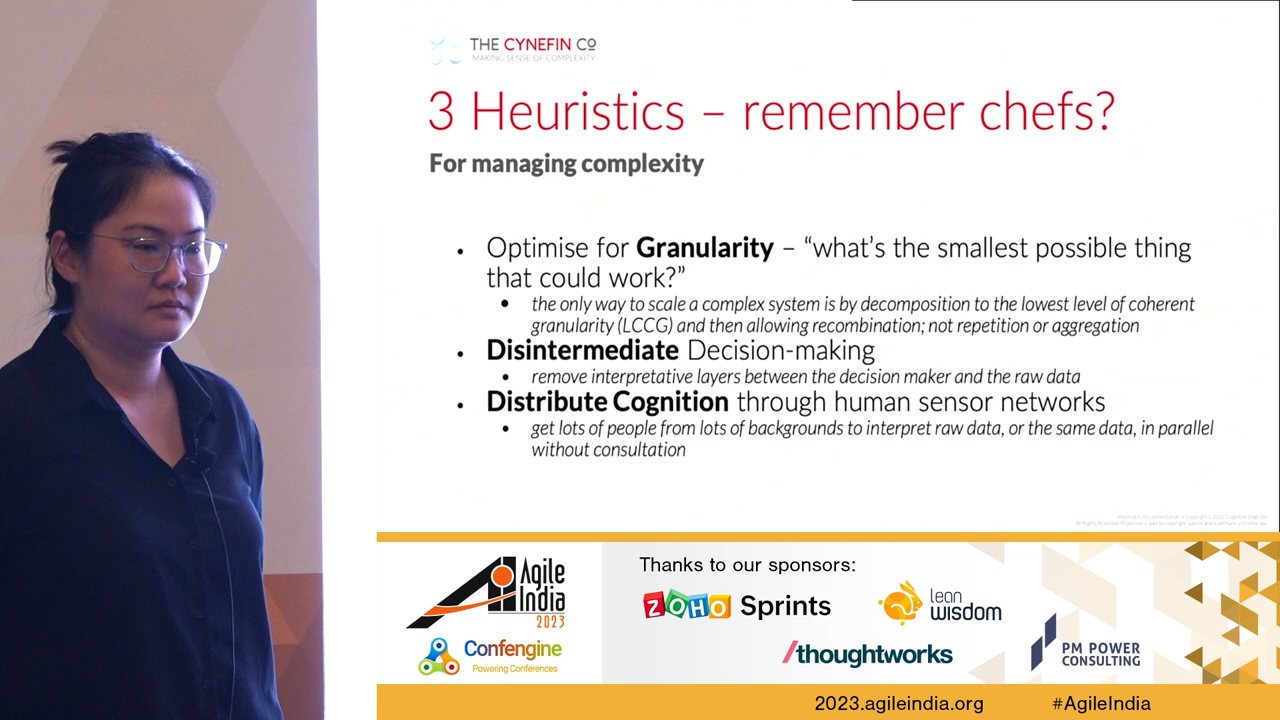 THE CYNEFIN CO
MAKING SENSE OF COMPLEXITY
3 Heuristics – remember chefs?
For managing complexity
• Optimise for Granularity – “what’s the smallest possible thing
that could work?”
• the only way to scale a complex system is by decomposition to the lowest level of coherent
granularity (LCCG) and then allowing recombination; not repetition or aggregation
• Disintermediate Decision-making
• remove interpretative layers between the decision maker and the raw data
• Distribute Cognition through human sensor networks
• get lots of people from lots of backgrounds to interpret raw data, or the same data, in parallel
without consultation
Agile
India
2023
Confengine
Powering Conferences
Thanks to our sponsors:
ZOHO Sprints
lean
wisdom
/thoughtworks
PM POWER
CONSULTING
2023.agileindia.org #AgileIndia